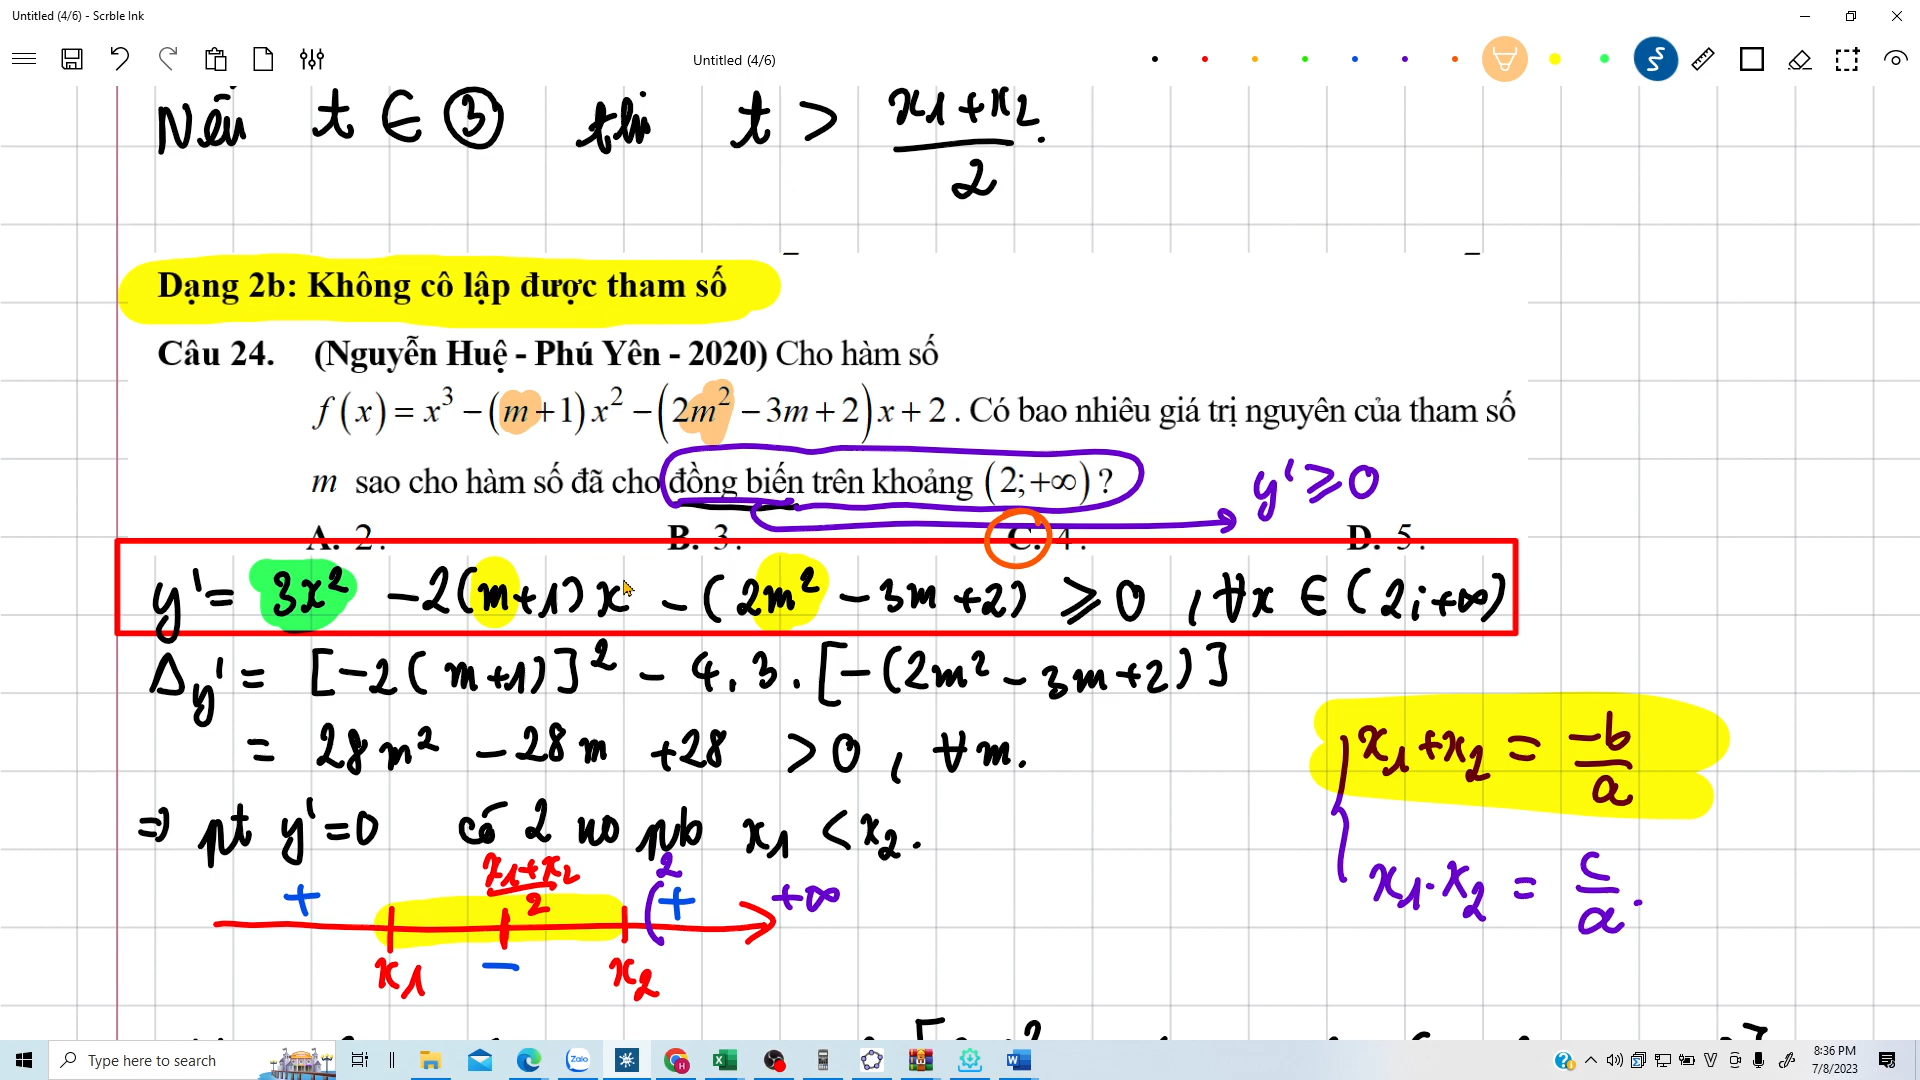 Untitled (4/6) - Scrble Ink
Untitled (4/6)
Nếu t ∈ ③ thì t > (x₁+x₂)/2.
Dạng 2b: Không cô lập được tham số
Câu 24. (Nguyễn Huệ - Phú Yên - 2020) Cho hàm số
f(x) = x³ − (m+1)x² − (2m² − 3m + 2)x + 2. Có bao nhiêu giá trị nguyên của tham số
m sao cho hàm số đã cho đồng biến trên khoảng (2;+∞)? y' ⩾ 0
A. 2. B. 3. C. 4. D. 5.
y' = 3x² − 2(m+1)x − (2m² − 3m + 2) ⩾ 0, ∀x ∈ (2;+∞)
Δy' = [−2(m+1)]² − 4.3.[−(2m² − 3m + 2)]
= 28m² − 28m + 28 > 0, ∀m.
x₁+x₂ = −b/a
⇒ pt y'=0 có 2 no pb x₁ < x₂.
x₁.x₂ = c/a.
+ (x₁+x₂)/2 2 ( + +∞
x₁ − x₂
Type here to search
8:36 PM
7/8/2023